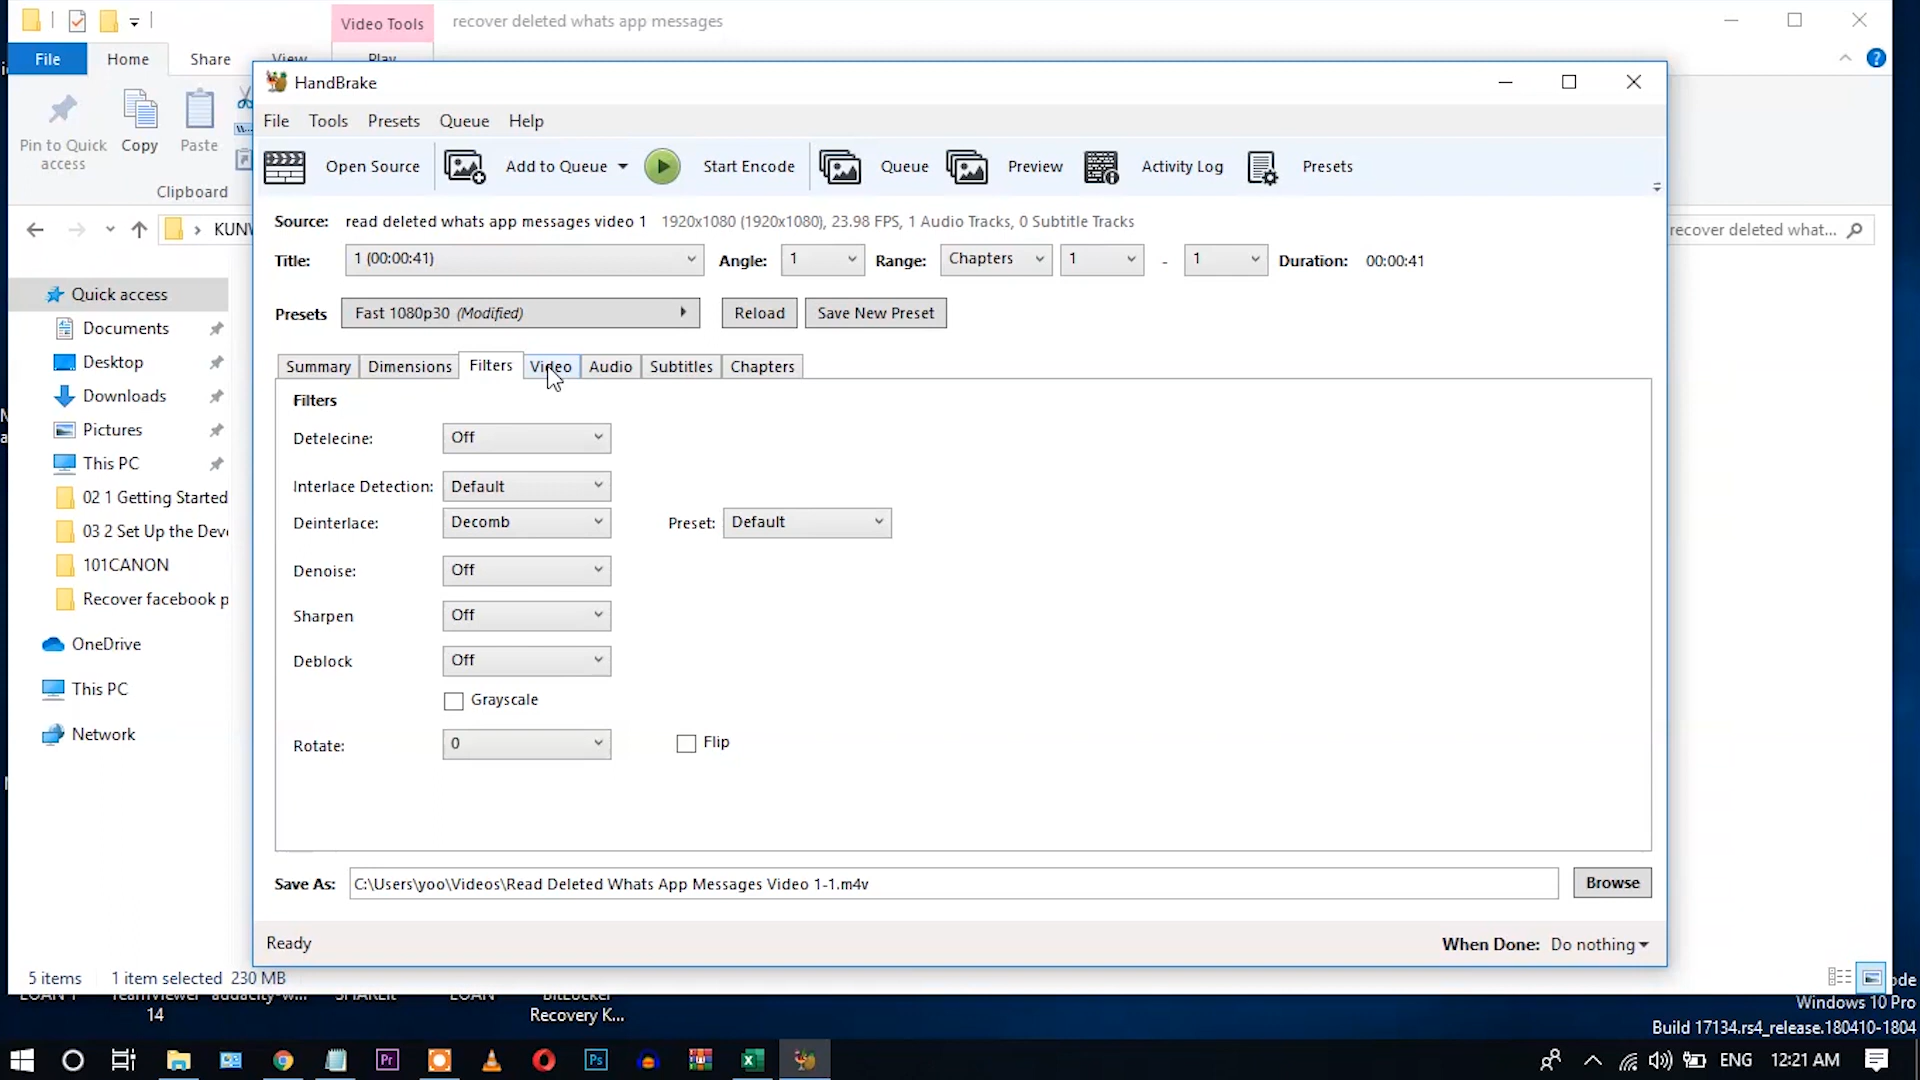 Video Tools
recover deleted whats app messages
File
Home
Share
View
Play
Pin to Quick
access
Copy
Paste
Clipboard
recover deleted what...
Quick access
Documents
Desktop
Downloads
Pictures
This PC
02 1 Getting Started
03 2 Set Up the Deve
101CANON
Recover facebook p
OneDrive
This PC
Network
5 items
1 item selected 230 MB
HandBrake
File
Tools
Presets
Queue
Help
Open Source
Add to Queue
Start Encode
Queue
Preview
Activity Log
Presets
Source: read deleted whats app messages video 1 1920x1080 (1920x1080), 23.98 FPS, 1 Audio Tracks, 0 Subtitle Tracks
Title: 1 (00:00:41) Angle: 1 Range: Chapters 1 - 1 Duration: 00:00:41
Presets Fast 1080p30 (Modified) Reload Save New Preset
Summary Dimensions Filters Video Audio Subtitles Chapters
Filters
Detelecine: Off
Interlace Detection: Default
Deinterlace: Decomb Preset: Default
Denoise: Off
Sharpen Off
Deblock Off
Grayscale
Rotate: 0 Flip
Save As: C:\Users\yoo\Videos\Read Deleted Whats App Messages Video 1-1.m4v Browse
Ready
When Done: Do nothing
14
Recovery K...
Windows 10 Pro
Build 17134.rs4_release.180410-1804
ENG 12:21 AM